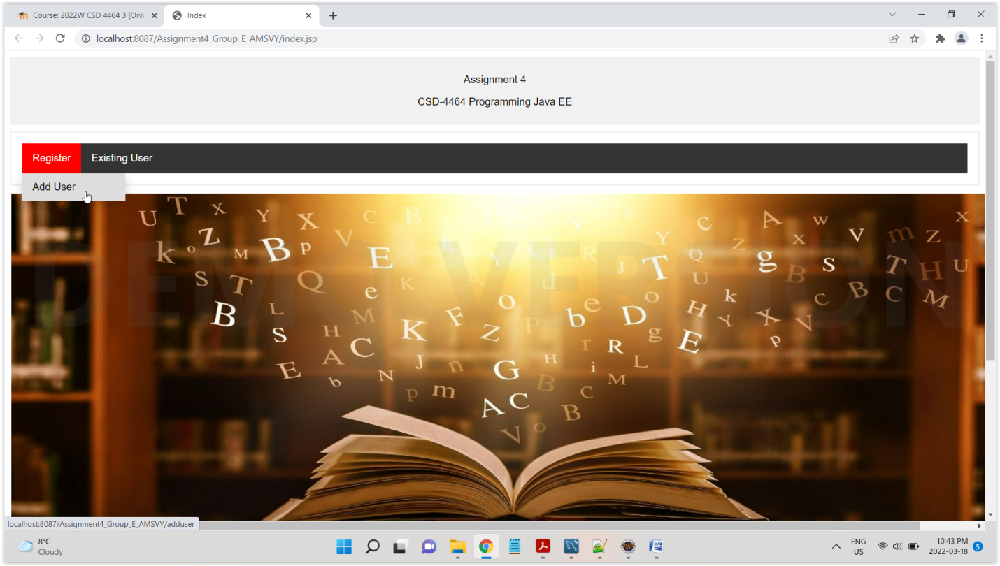 Course: 2022W CSD 4464 3 [Onli
Index
localhost:8087/Assignment4_Group_E_AMSVY/index.jsp
Assignment 4
CSD-4464 Programming Java EE
Register
Existing User
Add User
DEMO VERSION
localhost:8087/Assignment4_Group_E_AMSVY/adduser
8°C
Cloudy
ENG
US
10:43 PM
2022-03-18
5